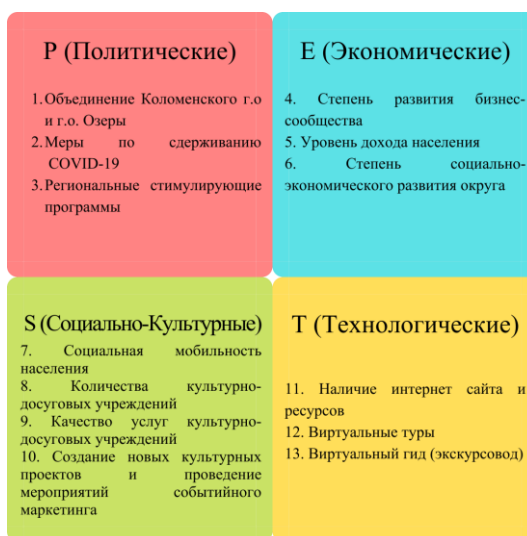 P (Политические)
1. Объединение Коломенского г.о
и г.о. Озеры
2. Меры по сдерживанию
COVID-19
3. Региональные стимулирующие
программы
E (Экономические)
4. Степень развития бизнес-
сообщества
5. Уровень дохода населения
6. Степень социально-
экономического развития округа
S (Социально-Культурные)
7. Социальная мобильность
населения
8. Количества культурно-
досуговых учреждений
9. Качество услуг культурно-
досуговых учреждений
10. Создание новых культурных
проектов и проведение
мероприятий событийного
маркетинга
T (Технологические)
11. Наличие интернет сайта и
ресурсов
12. Виртуальные туры
13. Виртуальный гид (экскурсовод)